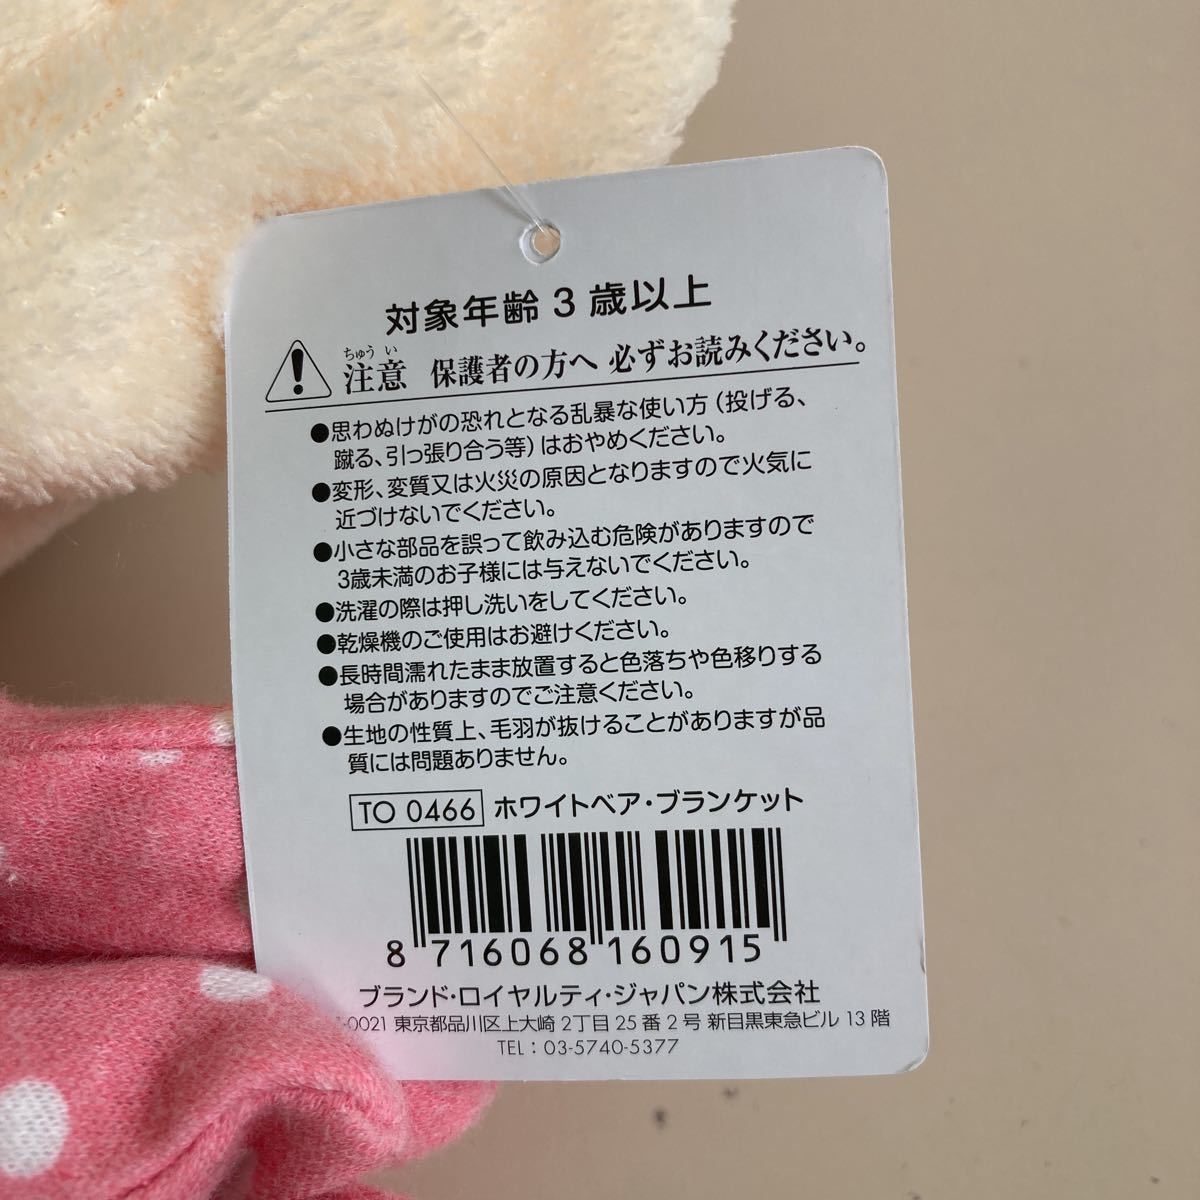 対象年齢3歳以上
ちゅう い
注意 保護者の方へ 必ずお読みください。
●思わぬけがの恐れとなる乱暴な使い方（投げる、
蹴る、引っ張り合う等）はおやめください。
●変形、変質又は火災の原因となりますので火気に
近づけないでください。
●小さな部品を誤って飲み込む危険がありますので
3歳未満のお子様には与えないでください。
●洗濯の際は押し洗いをしてください。
●乾燥機のご使用はお避けください。
●長時間濡れたまま放置すると色落ちや色移りする
場合がありますのでご注意ください。
●生地の性質上、毛羽が抜けることがありますが品
質には問題ありません。
TO 0466 ホワイトベア・ブランケット
8 716068 160915
ブランド・ロイヤルティ・ジャパン株式会社
-0021 東京都品川区上大崎 2丁目 25番 2号 新目黒東急ビル 13階
TEL：03-5740-5377